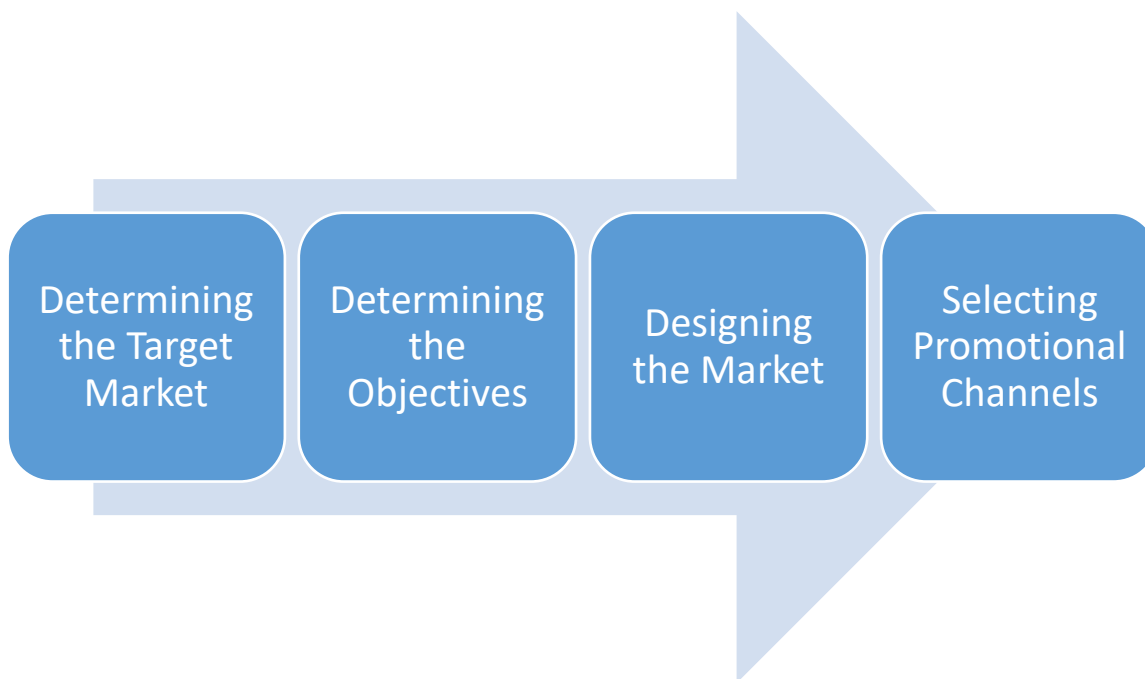 Determining
the Target
Market
Determining
the
Objectives
Designing
the Market
Selecting
Promotional
Channels